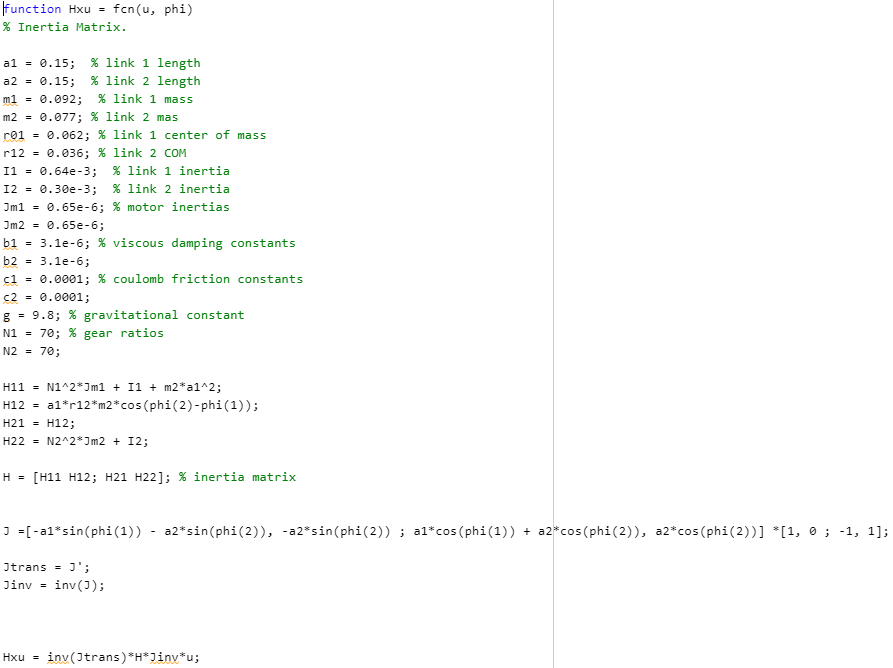 function Hxu = fcn(u, phi)
% Inertia Matrix.
a1 = 0.15;  % link 1 length
a2 = 0.15;  % link 2 length
m1 = 0.092;  % link 1 mass
m2 = 0.077; % link 2 mas
r01 = 0.062; % link 1 center of mass
r12 = 0.036; % link 2 COM
I1 = 0.64e-3;  % link 1 inertia
I2 = 0.30e-3;  % link 2 inertia
Jm1 = 0.65e-6; % motor inertias
Jm2 = 0.65e-6;
b1 = 3.1e-6; % viscous damping constants
b2 = 3.1e-6;
c1 = 0.0001; % coulomb friction constants
c2 = 0.0001;
g = 9.8; % gravitational constant
N1 = 70; % gear ratios
N2 = 70;
H11 = N1^2*Jm1 + I1 + m2*a1^2;
H12 = a1*r12*m2*cos(phi(2)-phi(1));
H21 = H12;
H22 = N2^2*Jm2 + I2;
H = [H11 H12; H21 H22]; % inertia matrix
J =[-a1*sin(phi(1)) - a2*sin(phi(2)), -a2*sin(phi(2)) ; a1*cos(phi(1)) + a2*cos(phi(2)), a2*cos(phi(2))] *[1, 0 ; -1, 1];
Jtrans = J';
Jinv = inv(J);
Hxu = inv(Jtrans)*H*Jinv*u;